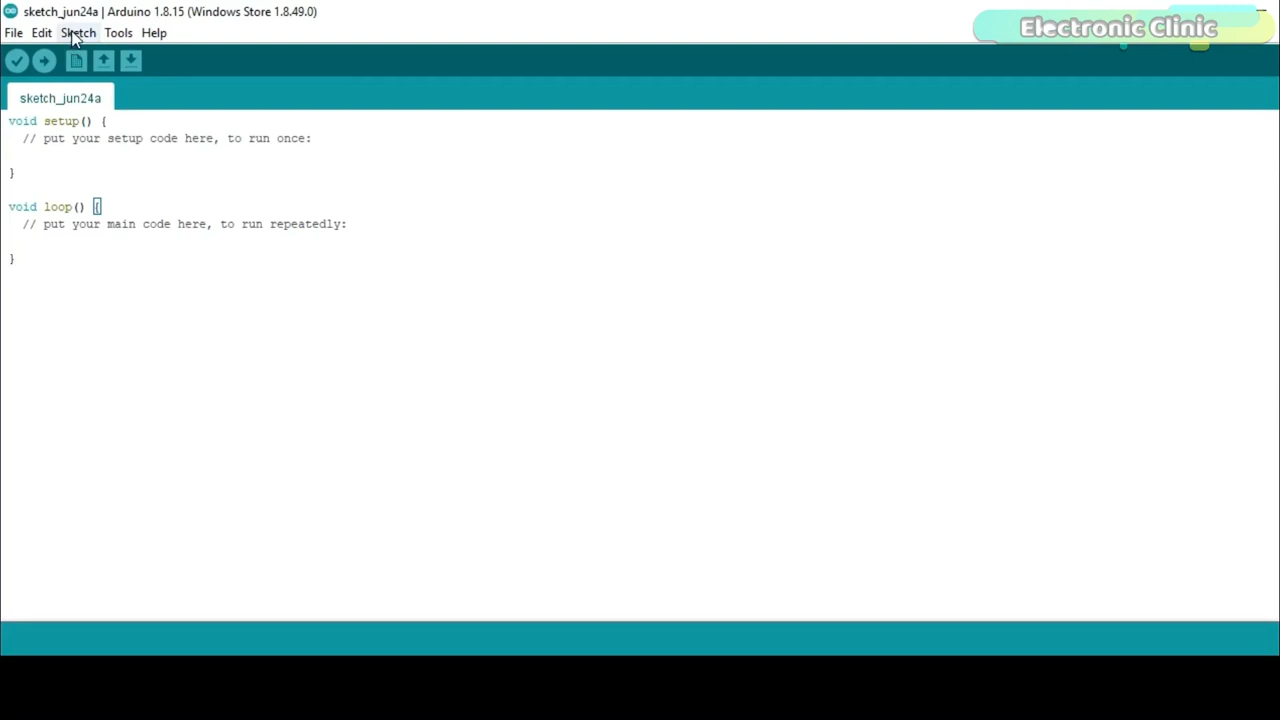 sketch_jun24a | Arduino 1.8.15 (Windows Store 1.8.49.0)
Electronic Clinic
File Edit Sketch Tools Help
sketch_jun24a
void setup() {
  // put your setup code here, to run once:
}
void loop() {
  // put your main code here, to run repeatedly:
}